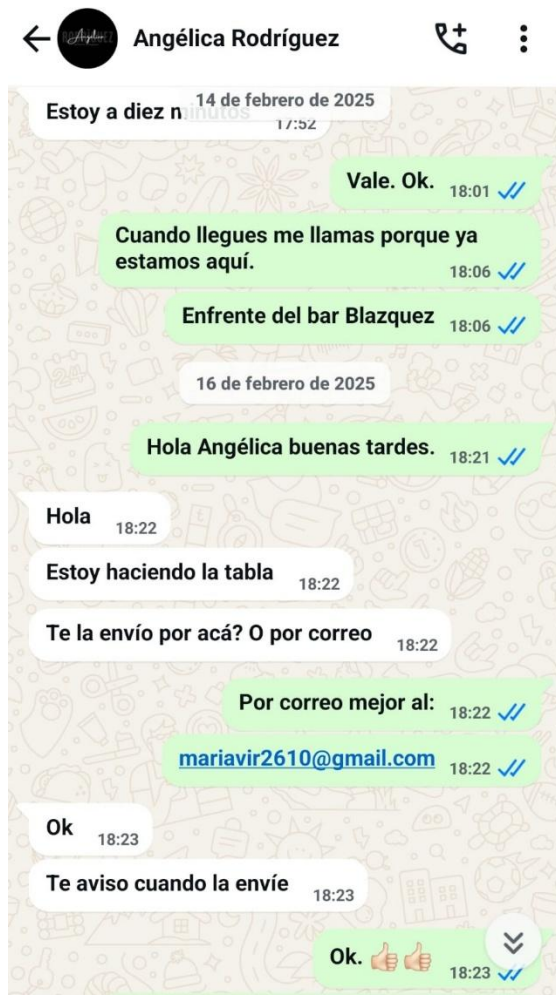 Angélica Rodríguez
14 de febrero de 2025
Estoy a diez minutos
17:52
Vale. Ok. 18:01
Cuando llegues me llamas porque ya
estamos aquí. 18:06
Enfrente del bar Blazquez 18:06
16 de febrero de 2025
Hola Angélica buenas tardes. 18:21
Hola 18:22
Estoy haciendo la tabla 18:22
Te la envío por acá? O por correo 18:22
Por correo mejor al: 18:22
mariavir2610@gmail.com 18:22
Ok 18:23
Te aviso cuando la envíe 18:23
Ok. 👍🏻👍🏻 18:23